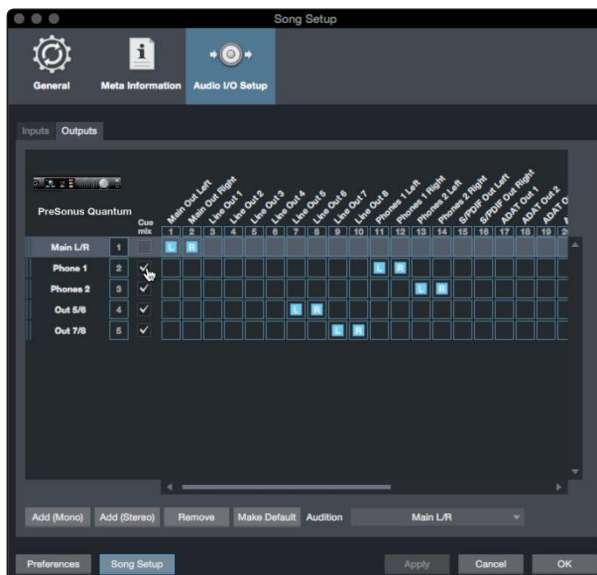 Song Setup
General
Meta Information
Audio I/O Setup
Inputs
Outputs
PreSonus Quantum
Cue
mix
Main Out Left
Main Out Right
Line Out 1
Line Out 2
Line Out 3
Line Out 4
Line Out 5
Line Out 6
Line Out 7
Line Out 8
Phones 1 Left
Phones 1 Right
Phones 2 Left
Phones 2 Right
S/PDIF Out Left
S/PDIF Out Right
ADAT Out 1
ADAT Out 2
ADAT O
1 2 3 4 5 6 7 8 9 10 11 12 13 14 15 16 17 18 19
Main L/R 1 L R
Phone 1 2 L R
Phones 2 3 L R
Out 5/6 4 L R
Out 7/8 5 L R
Add (Mono) Add (Stereo) Remove Make Default Audition Main L/R
Preferences Song Setup Apply Cancel OK